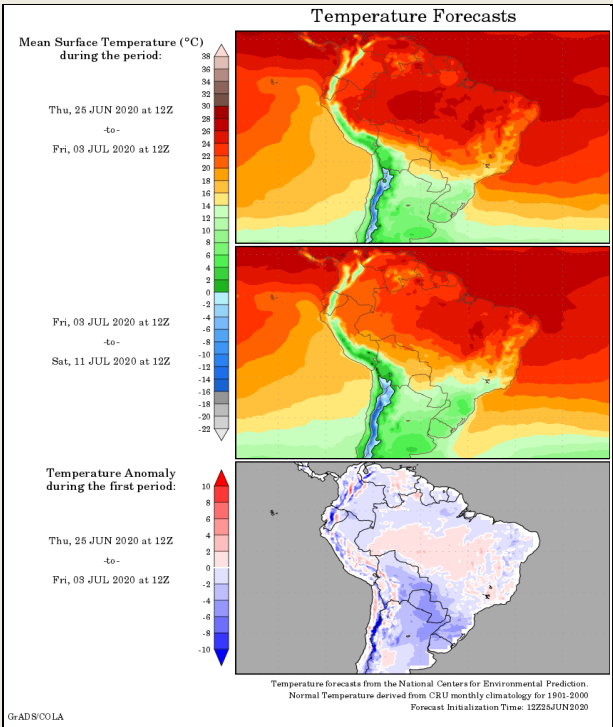 Temperature Forecasts
Mean Surface Temperature (°C)
during the period:
38
36
34
32
30
28
26
24
22
20
18
16
14
12
10
8
6
4
2
0
-2
-4
-6
-8
-10
-12
-14
-16
-18
-20
-22
Thu, 25 JUN 2020 at 12Z
-to-
Fri, 03 JUL 2020 at 12Z
Fri, 03 JUL 2020 at 12Z
-to-
Sat, 11 JUL 2020 at 12Z
Temperature Anomaly
during the first period:
10
8
6
4
2
0
-2
-4
-6
-8
-10
Thu, 25 JUN 2020 at 12Z
-to-
Fri, 03 JUL 2020 at 12Z
Temperature forecasts from the National Centers for Environmental Prediction.
Normal Temperature derived from CRU monthly climatology for 1901-2000
Forecast Initialization Time: 12Z25JUN2020
GrADS/COLA